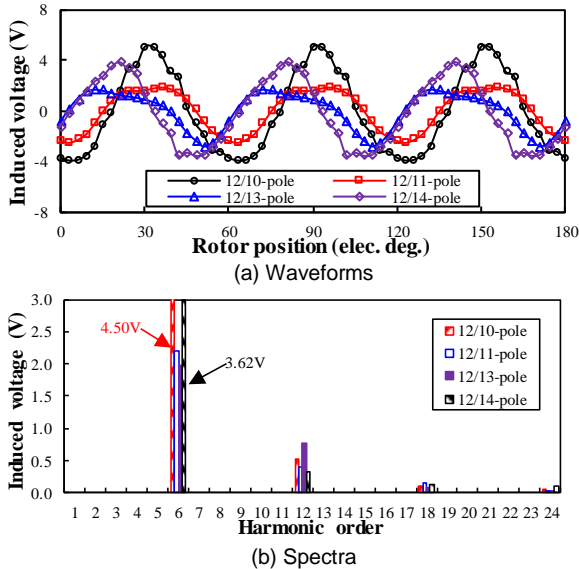 Induced voltage (V)
8
4
0
-4
-8
12/10-pole
12/11-pole
12/13-pole
12/14-pole
0
30
60
90
120
150
180
Rotor position (elec. deg.)
(a) Waveforms
Induced voltage (V)
3.0
2.5
2.0
1.5
1.0
0.5
0.0
4.50V
3.62V
12/10-pole
12/11-pole
12/13-pole
12/14-pole
1 2 3 4 5 6 7 8 9 10 11 12 13 14 15 16 17 18 19 20 21 22 23 24
Harmonic order
(b) Spectra